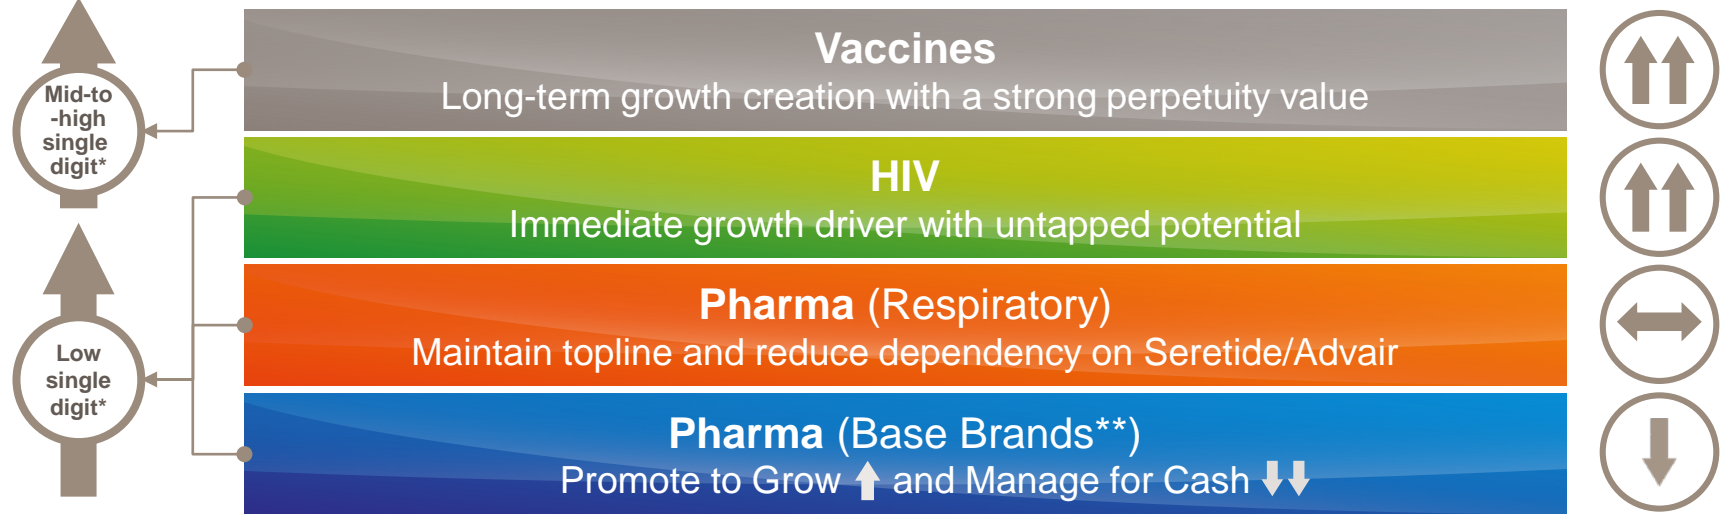 Mid-to
-high
single
digit*
Vaccines
Long-term growth creation with a strong perpetuity value
HIV
Immediate growth driver with untapped potential
Low
single
digit*
Pharma (Respiratory)
Maintain topline and reduce dependency on Seretide/Advair
Pharma (Base Brands**)
Promote to Grow and Manage for Cash